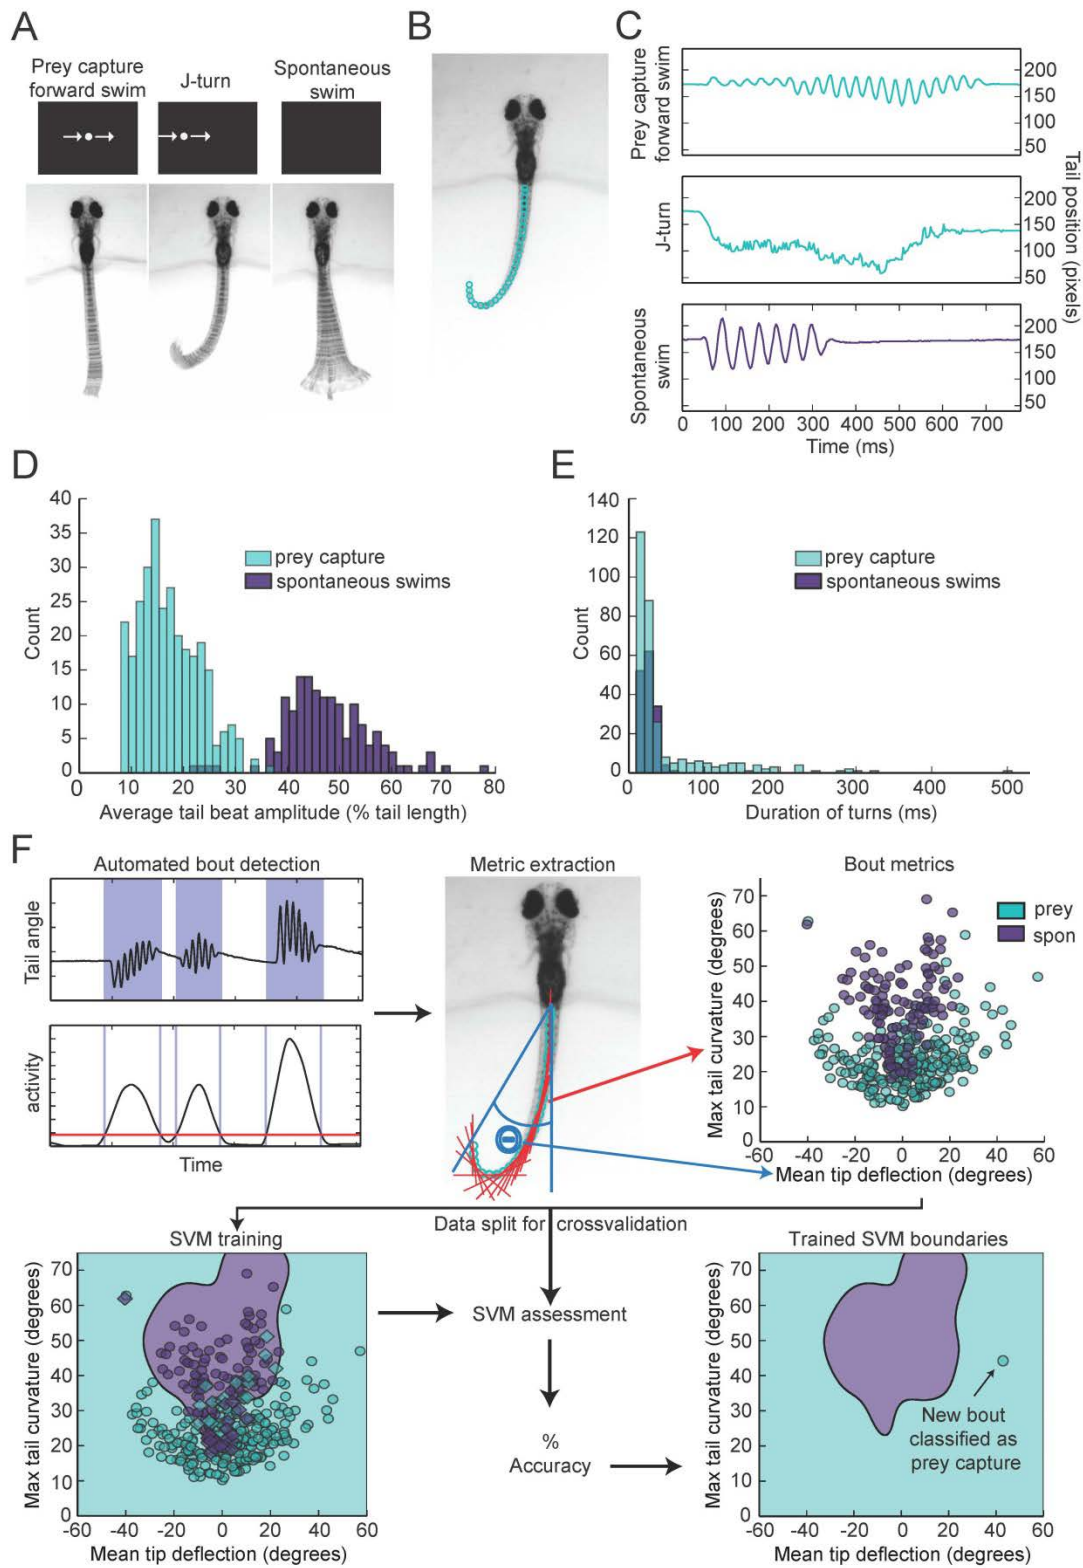 A
Prey capture
forward swim
J-turn
Spontaneous
swim
B
C
Prey capture
forward swim
200
150
100
50
J-turn
200
150
100
50
Tail position
(pixels)
Spontaneous
swim
200
150
100
50
0 100 200 300 400 500 600 700
Time (ms)
D
40
35
30
25
20
15
10
5
0
Count
prey capture
spontaneous swims
10 20 30 40 50 60 70 80
Average tail beat amplitude (% tail length)
E
140
120
100
80
60
40
20
0
Count
prey capture
spontaneous swims
100 200 300 400 500
Duration of turns (ms)
F
Automated bout detection
Tail angle
activity
Time
Metric extraction
Θ
Bout metrics
prey
spon
Max tail curvature (degrees)
70
60
50
40
30
20
10
0
-60 -40 -20 0 20 40 60
Mean tip deflection (degrees)
Data split for crossvalidation
SVM training
Max tail curvature (degrees)
70
60
50
40
30
20
10
0
-60 -40 -20 0 20 40 60
Mean tip deflection (degrees)
SVM assessment
%
Accuracy
Trained SVM boundaries
Max tail curvature (degrees)
70
60
50
40
30
20
10
0
New bout
classified as
prey capture
-60 -40 -20 0 20 40 60
Mean tip deflection (degrees)